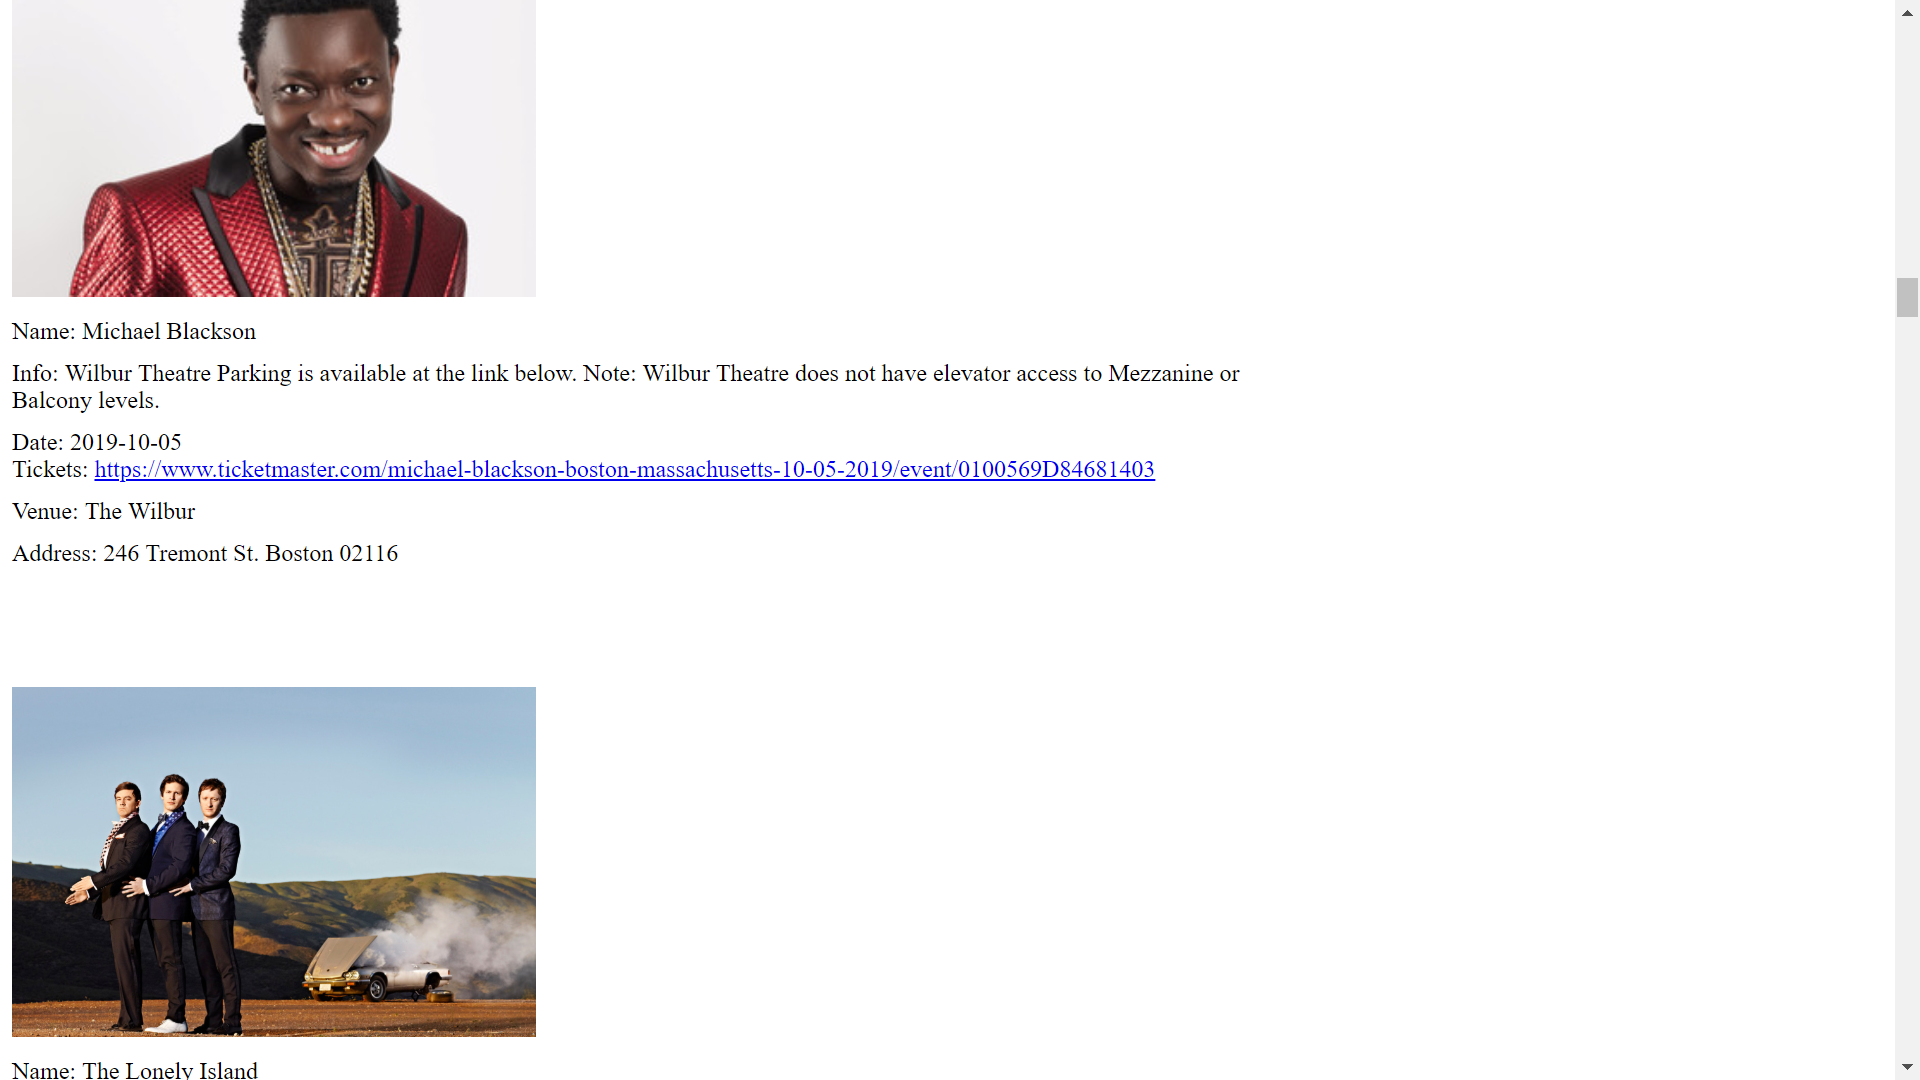 Name: Michael Blackson
Info: Wilbur Theatre Parking is available at the link below. Note: Wilbur Theatre does not have elevator access to Mezzanine or
Balcony levels.
Date: 2019-10-05
Tickets: https://www.ticketmaster.com/michael-blackson-boston-massachusetts-10-05-2019/event/0100569D84681403
Venue: The Wilbur
Address: 246 Tremont St. Boston 02116
Name: The Lonely Island